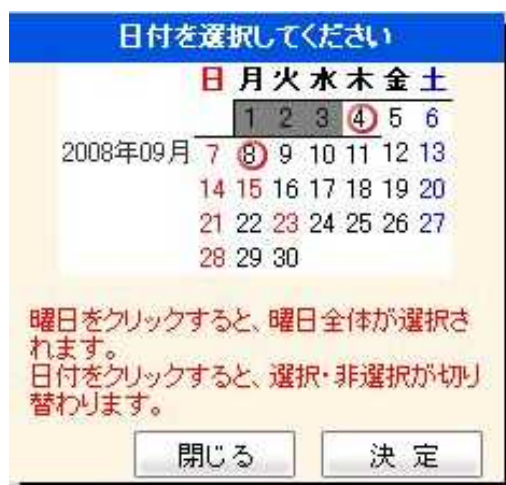 日付を選択してください
日 月 火 水 木 金 土
1 2 3 4 5 6
2008年09月 7 8 9 10 11 12 13
14 15 16 17 18 19 20
21 22 23 24 25 26 27
28 29 30
曜日をクリックすると、曜日全体が選択さ
れます。
日付をクリックすると、選択・非選択が切り
替わります。
閉じる 決 定